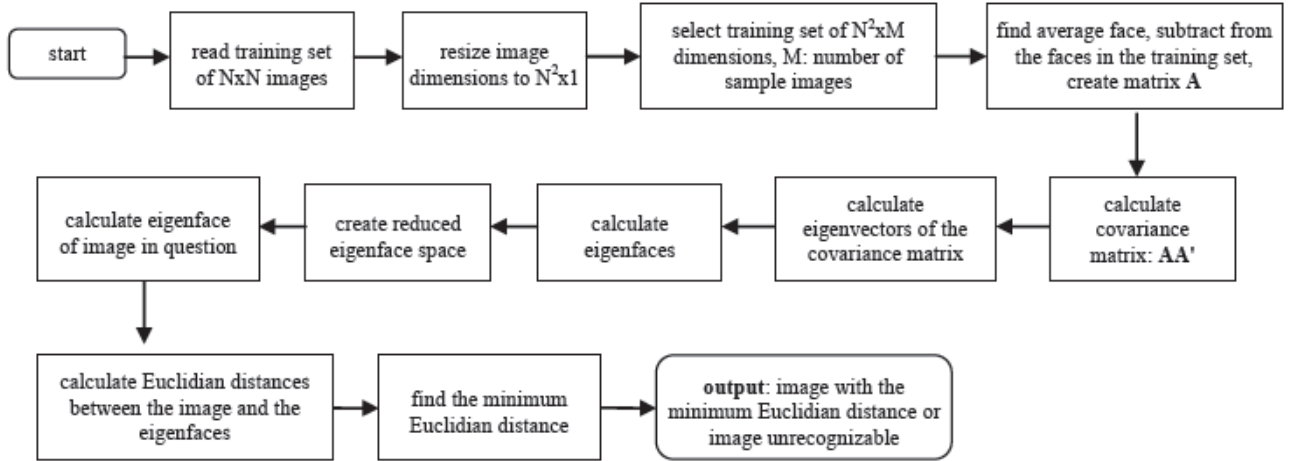 start
read training set
of NxN images
resize image
dimensions to N²x1
select training set of N²xM
dimensions, M: number of
sample images
find average face, subtract from
the faces in the training set,
create matrix A
calculate eigenface
of image in question
create reduced
eigenface space
calculate
eigenfaces
calculate
eigenvectors of the
covariance matrix
calculate
covariance
matrix: AA'
calculate Euclidian distances
between the image and the
eigenfaces
find the minimum
Euclidian distance
output: image with the
minimum Euclidian distance or
image unrecognizable